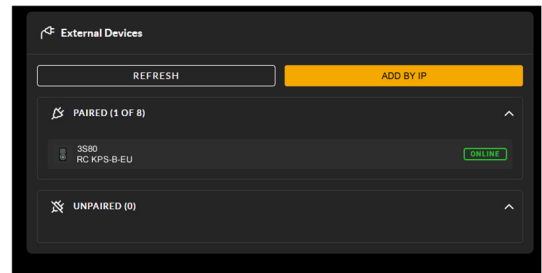 External Devices
REFRESH
ADD BY IP
PAIRED (1 OF 8)
3S80
RC KPS-B-EU
ONLINE
UNPAIRED (0)